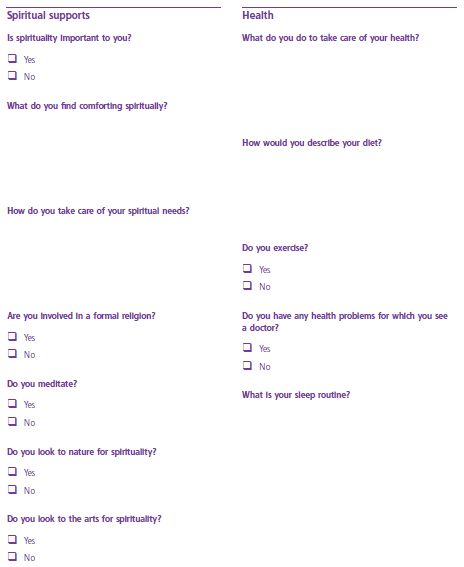 Spiritual supports
Is spirituality important to you?
❑ Yes
❑ No
What do you find comforting spiritually?
How do you take care of your spiritual needs?
Are you involved in a formal religion?
❑ Yes
❑ No
Do you meditate?
❑ Yes
❑ No
Do you look to nature for spirituality?
❑ Yes
❑ No
Do you look to the arts for spirituality?
❑ Yes
❑ No
Health
What do you do to take care of your health?
How would you describe your diet?
Do you exercise?
❑ Yes
❑ No
Do you have any health problems for which you see
a doctor?
❑ Yes
❑ No
What is your sleep routine?